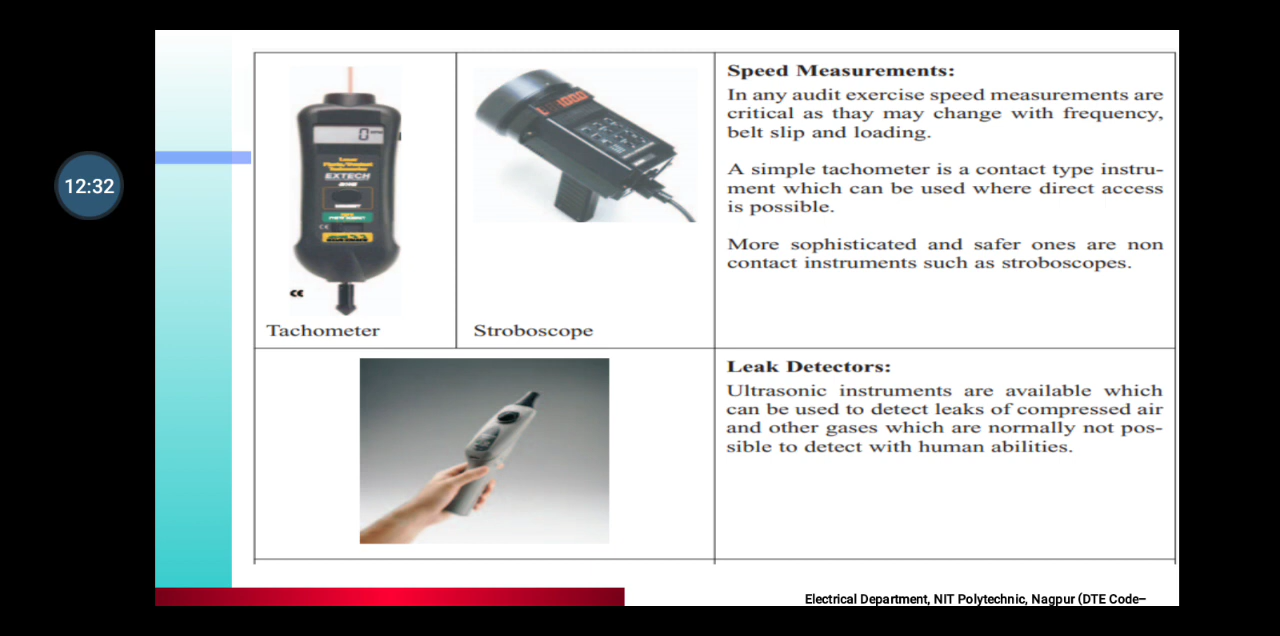 12:32
Speed Measurements:
In any audit exercise speed measurements are
critical as thay may change with frequency,
belt slip and loading.
A simple tachometer is a contact type instru-
ment which can be used where direct access
is possible.
More sophisticated and safer ones are non
contact instruments such as stroboscopes.
0
EXTECH
CE
Tachometer
Stroboscope
Leak Detectors:
Ultrasonic instruments are available which
can be used to detect leaks of compressed air
and other gases which are normally not pos-
sible to detect with human abilities.
Electrical Department, NIT Polytechnic, Nagpur (DTE Code–